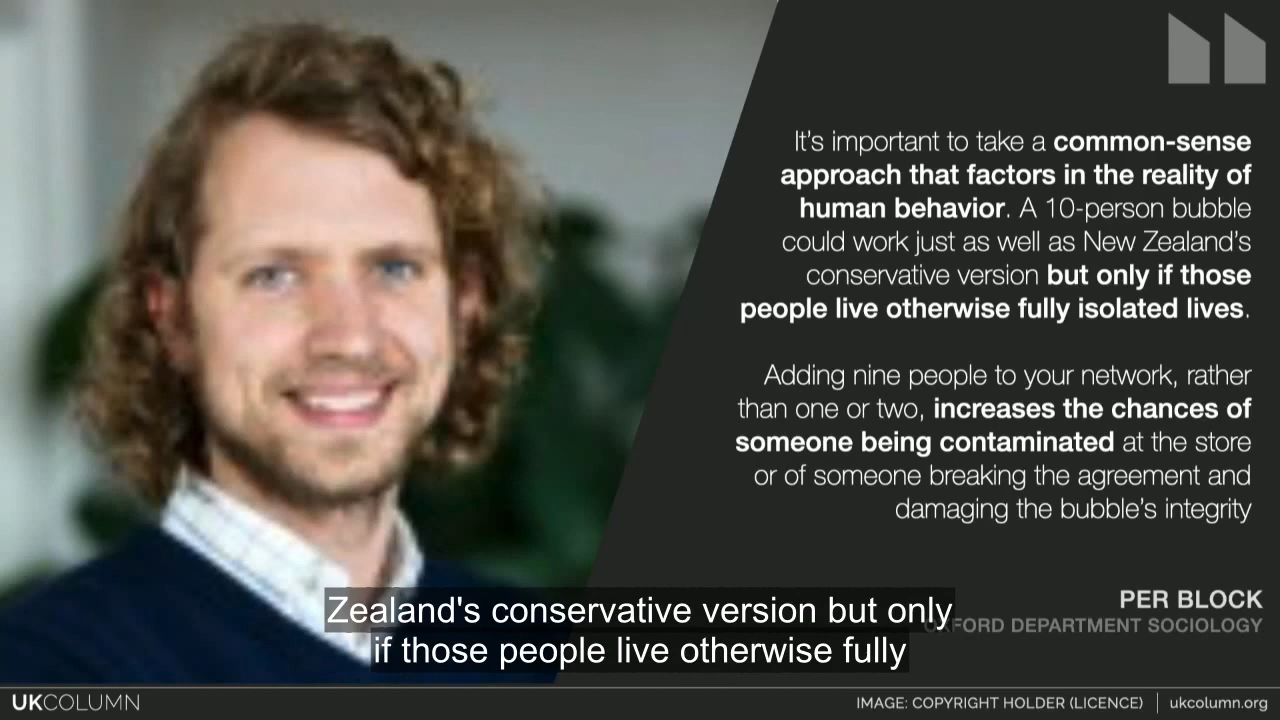 It's important to take a common-sense
approach that factors in the reality of
human behavior. A 10-person bubble
could work just as well as New Zealand's
conservative version but only if those
people live otherwise fully isolated lives.
Adding nine people to your network, rather
than one or two, increases the chances of
someone being contaminated at the store
or of someone breaking the agreement and
damaging the bubble's integrity
PER BLOCK
OXFORD DEPARTMENT SOCIOLOGY
Zealand's conservative version but only
if those people live otherwise fully
UKCOLUMN
IMAGE: COPYRIGHT HOLDER (LICENCE)
ukcolumn.org